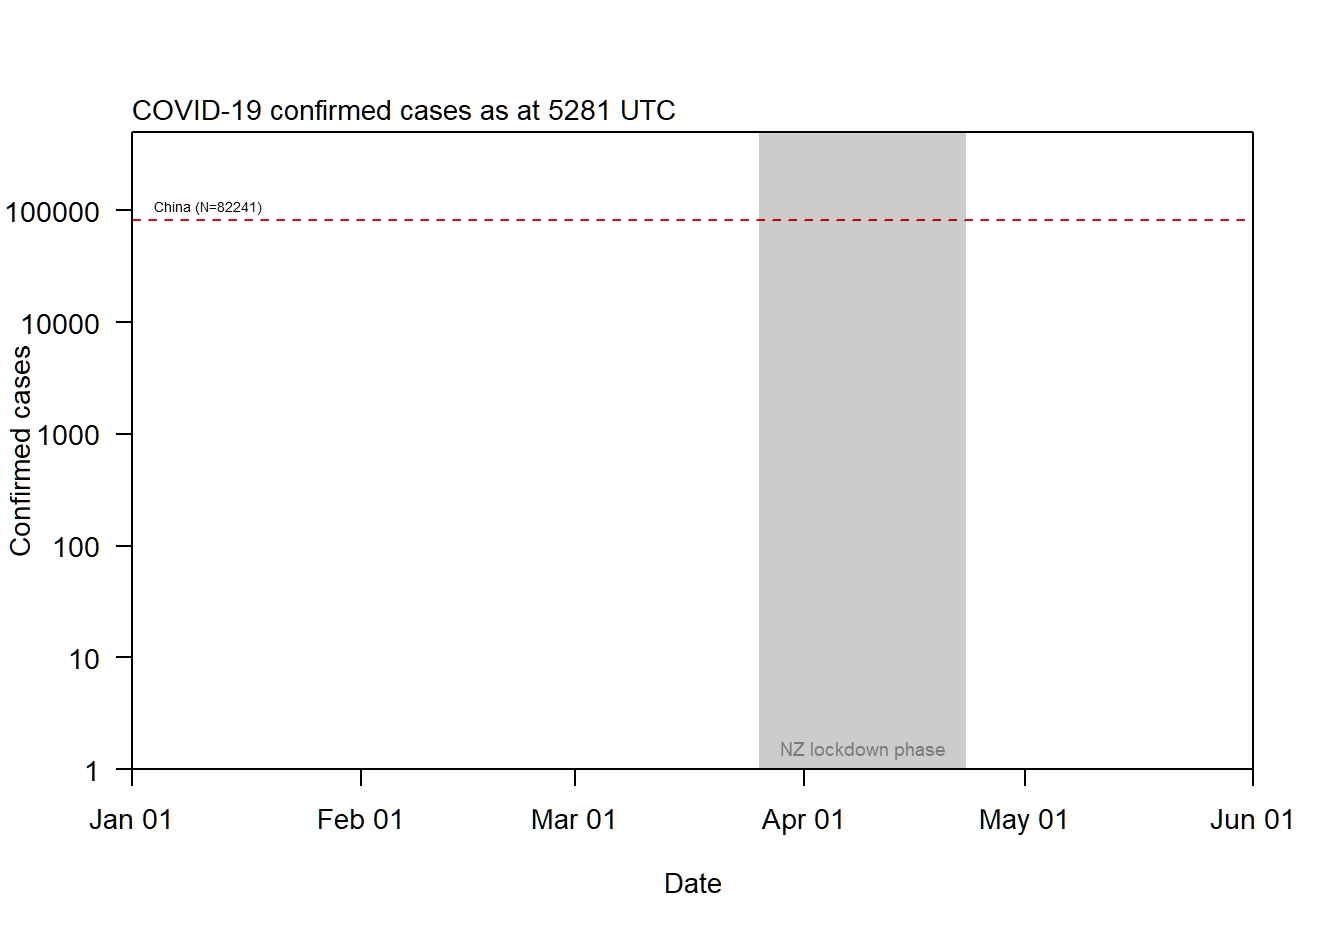 COVID-19 confirmed cases as at 5281 UTC
China (N=82241)
100000
10000
1000
100
10
1
Confirmed cases
NZ lockdown phase
Jan 01 Feb 01 Mar 01 Apr 01 May 01 Jun 01
Date